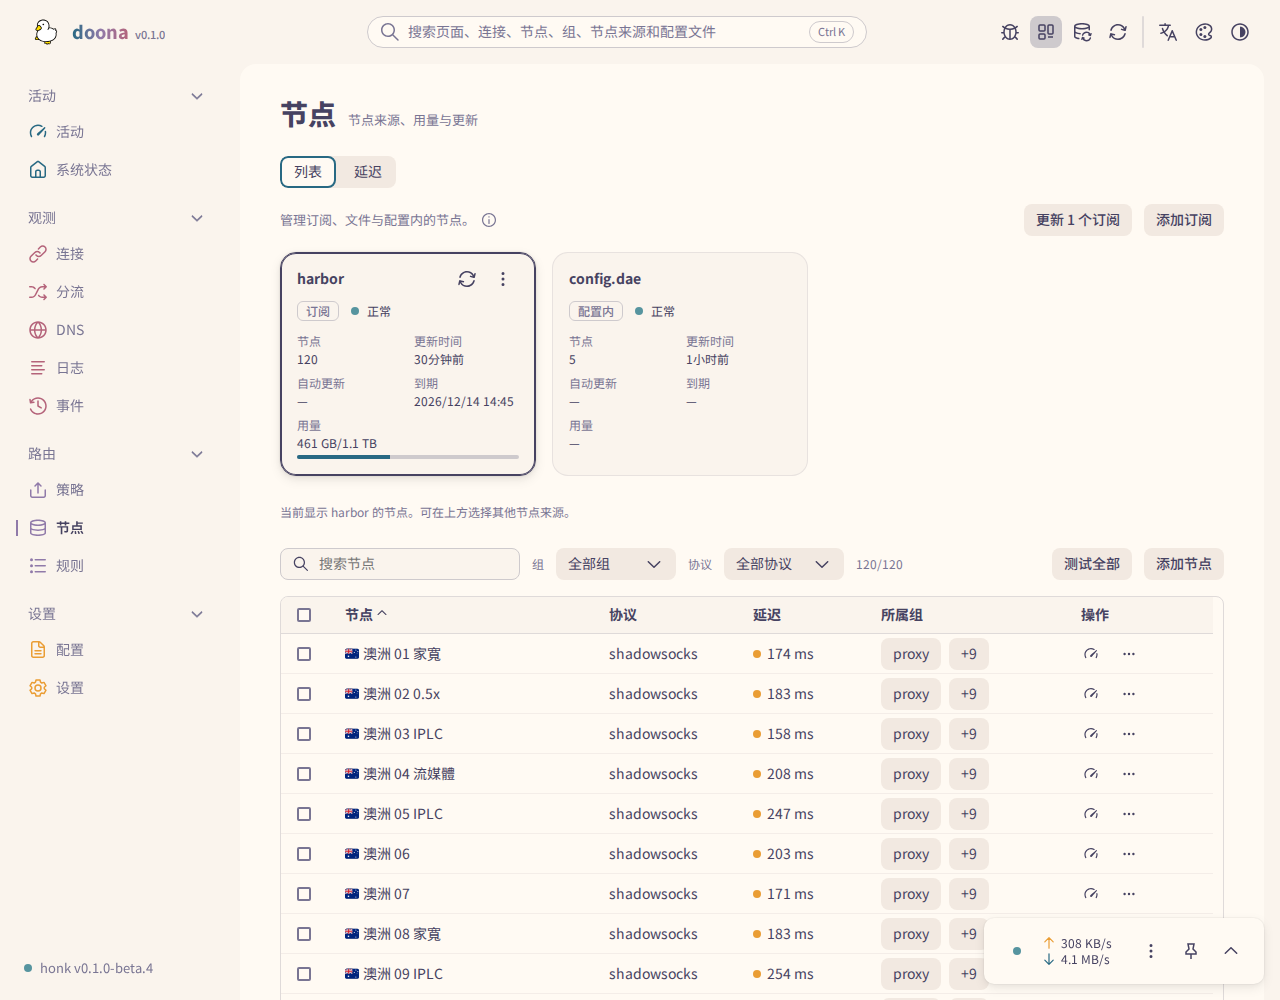 doona v0.1.0
搜索页面、连接、节点、组、节点来源和配置文件 Ctrl K
活动
活动
系统状态
观测
连接
分流
DNS
日志
事件
路由
策略
节点
规则
设置
配置
设置
honk v0.1.0-beta.4
节点 节点来源、用量与更新
列表 延迟
管理订阅、文件与配置内的节点。 更新 1 个订阅 添加订阅
harbor
订阅 正常
节点 更新时间
120 30分钟前
自动更新 到期
— 2026/12/14 14:45
用量
461 GB/1.1 TB
config.dae
配置内 正常
节点 更新时间
5 1小时前
自动更新 到期
— —
用量
—
当前显示 harbor 的节点。可在上方选择其他节点来源。
搜索节点 组 全部组 协议 全部协议 120/120 测试全部 添加节点
节点 协议 延迟 所属组 操作
澳洲 01 家寬 shadowsocks 174 ms proxy +9
澳洲 02 0.5x shadowsocks 183 ms proxy +9
澳洲 03 IPLC shadowsocks 158 ms proxy +9
澳洲 04 流媒體 shadowsocks 208 ms proxy +9
澳洲 05 IPLC shadowsocks 247 ms proxy +9
澳洲 06 shadowsocks 203 ms proxy +9
澳洲 07 shadowsocks 171 ms proxy +9
澳洲 08 家寬 shadowsocks 183 ms proxy +9
澳洲 09 IPLC shadowsocks 254 ms proxy +9
308 KB/s
4.1 MB/s